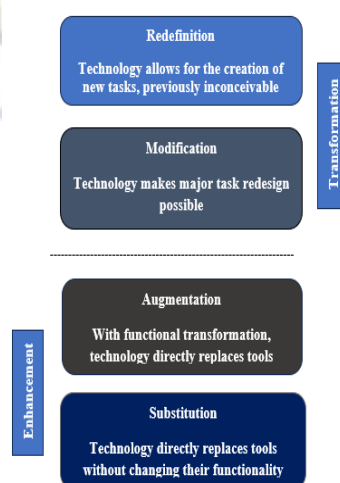 Redefinition
Technology allows for the creation of
new tasks, previously inconceivable
Transformation
Modification
Technology makes major task redesign
possible
Augmentation
With functional transformation,
technology directly replaces tools
Enhancement
Substitution
Technology directly replaces tools
without changing their functionality